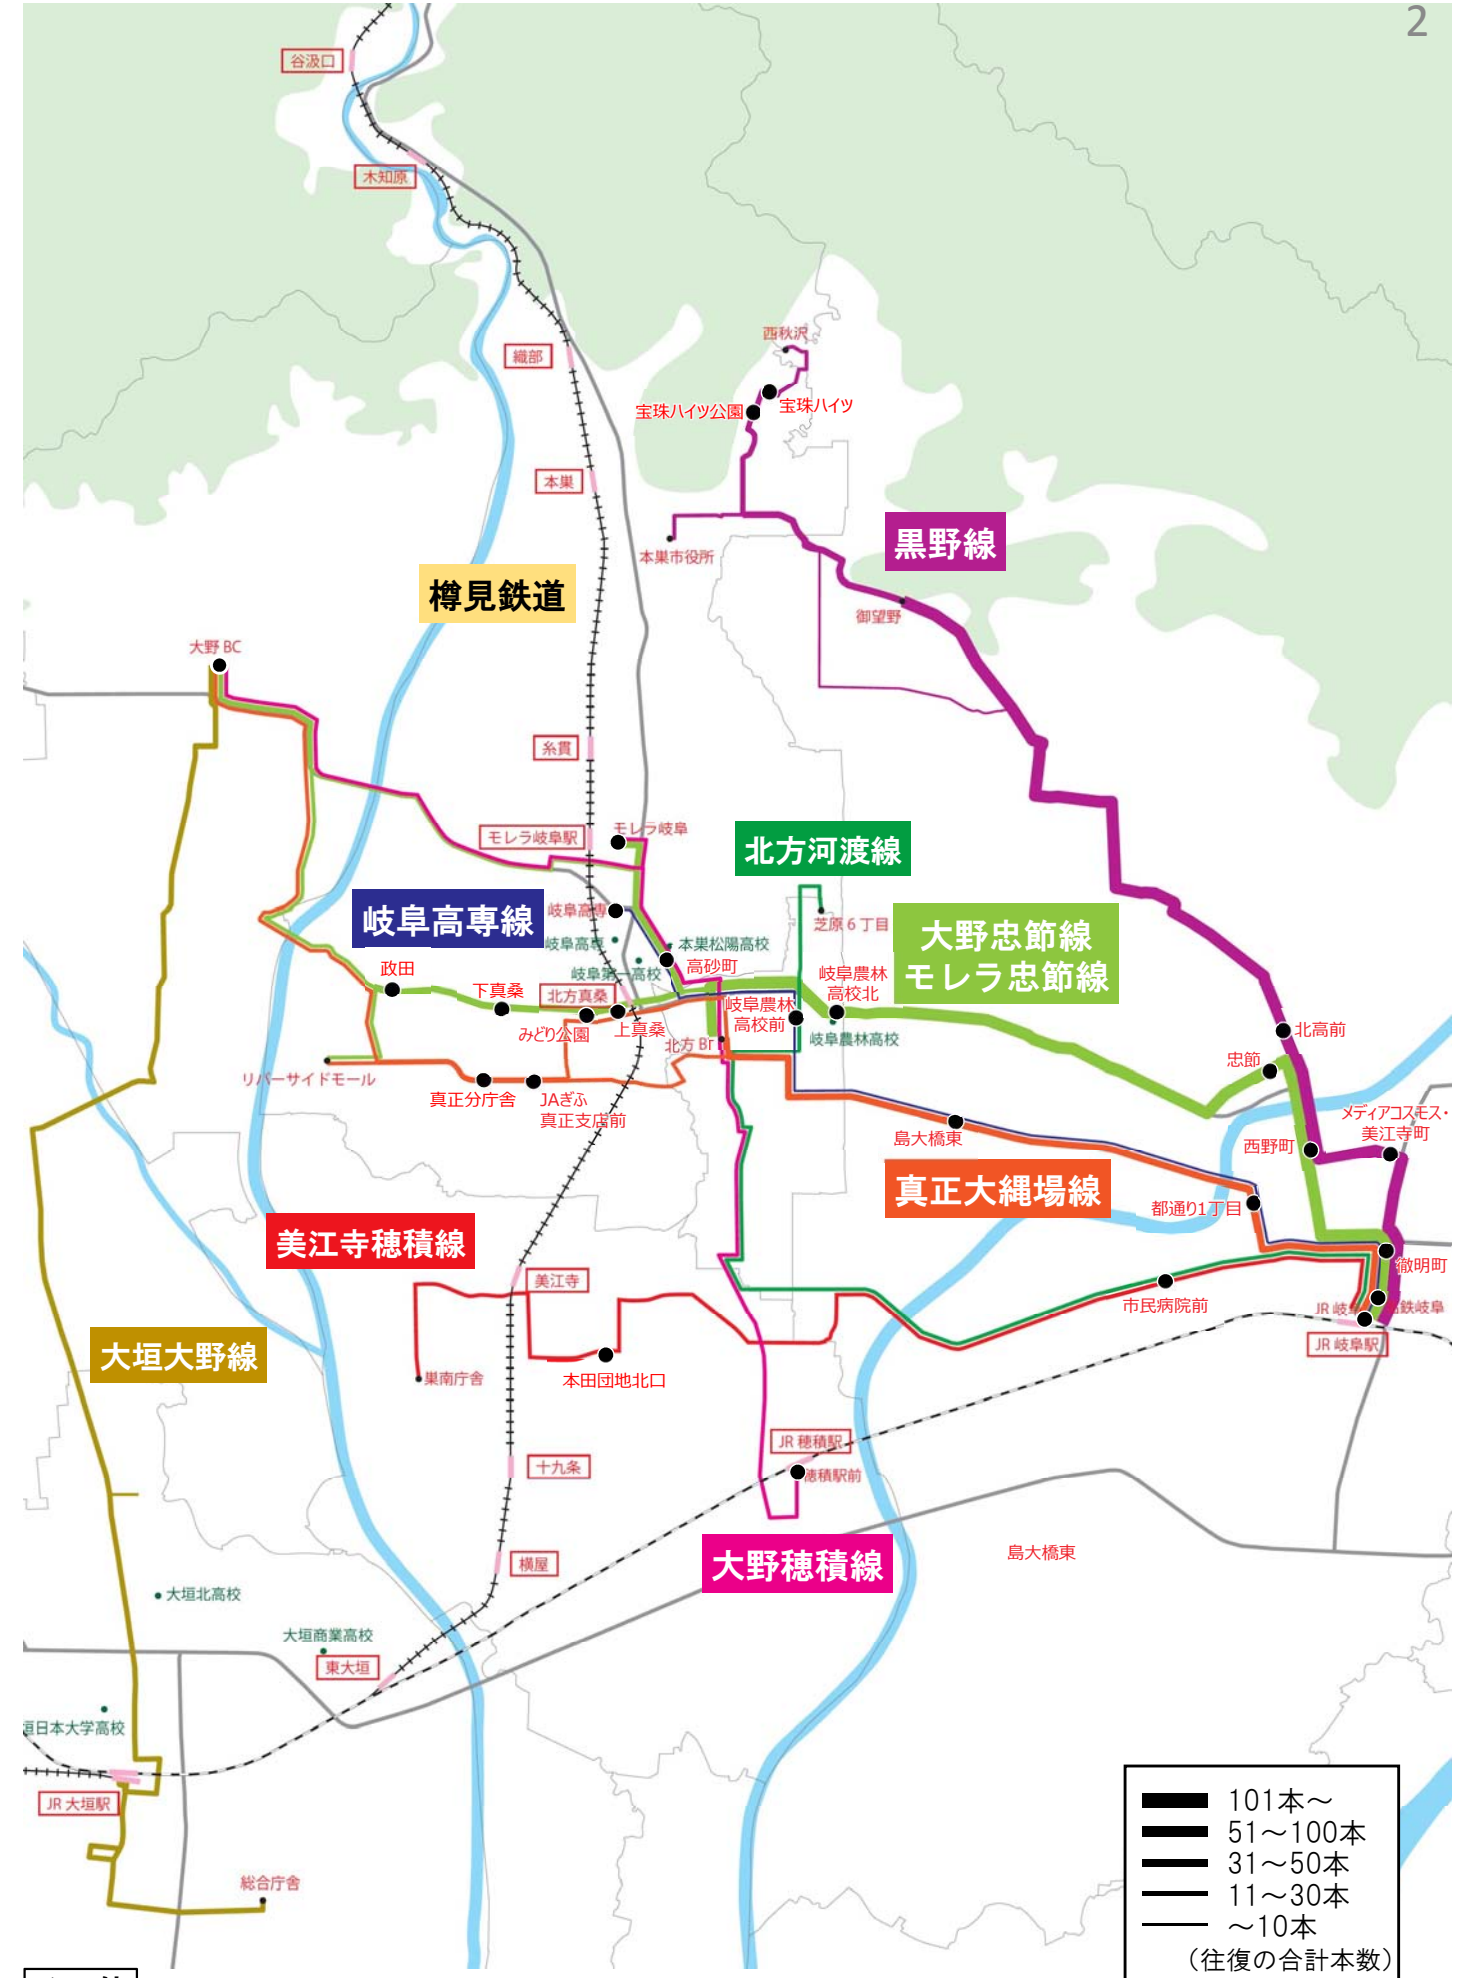 2
谷汲口
木知原
西秋沢
織部
宝珠ハイツ公園
宝珠ハイツ
本巣
黒野線
本巣市役所
樽見鉄道
御望野
大野 BC
糸貫
モレラ岐阜駅
モレラ岐阜
北方河渡線
岐阜高専線
岐阜高専
芝原６丁目
大野忠節線
モレラ忠節線
岐阜高専
本巣松陽高校
岐阜第一高校
高砂町
政田
下真桑
北方真桑
岐阜農林
高校北
みどり公園
上真桑
岐阜農林
高校前
北方 BT
岐阜農林高校
北高前
忠節
リバーサイドモール
真正分庁舎
JAぎふ
真正支店前
メディアコスモス・
美江寺町
島大橋東
西野町
真正大縄場線
都通り1丁目
美江寺穂積線
美江寺
徹明町
市民病院前
鉄岐阜
JR 岐
JR 岐阜駅
大垣大野線
巣南庁舎
本田団地北口
JR 穂積駅
穂積駅前
十九条
大野穂積線
島大橋東
横屋
大垣北高校
大垣商業高校
東大垣
垣日本大学高校
JR 大垣駅
総合庁舎
101本～
51～100本
31～50本
11～30本
～10本
（往復の合計本数）